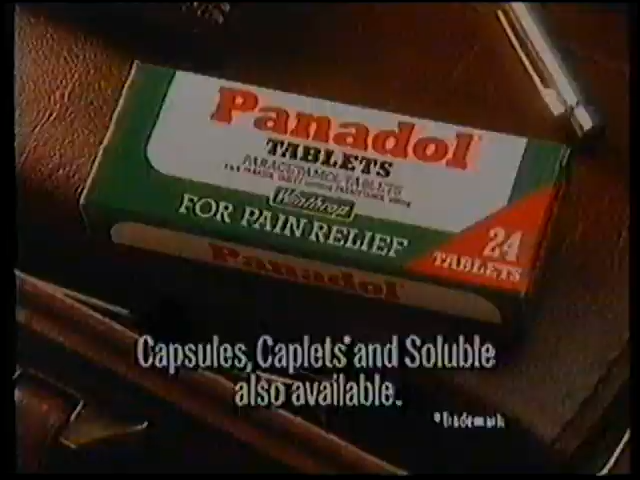 Panadol
TABLETS
PARACETAMOL TABLETS
Winthrop
FOR PAIN RELIEF
24
TABLETS
Panadol
Capsules, Caplets* and Soluble
also available.
*Trademark